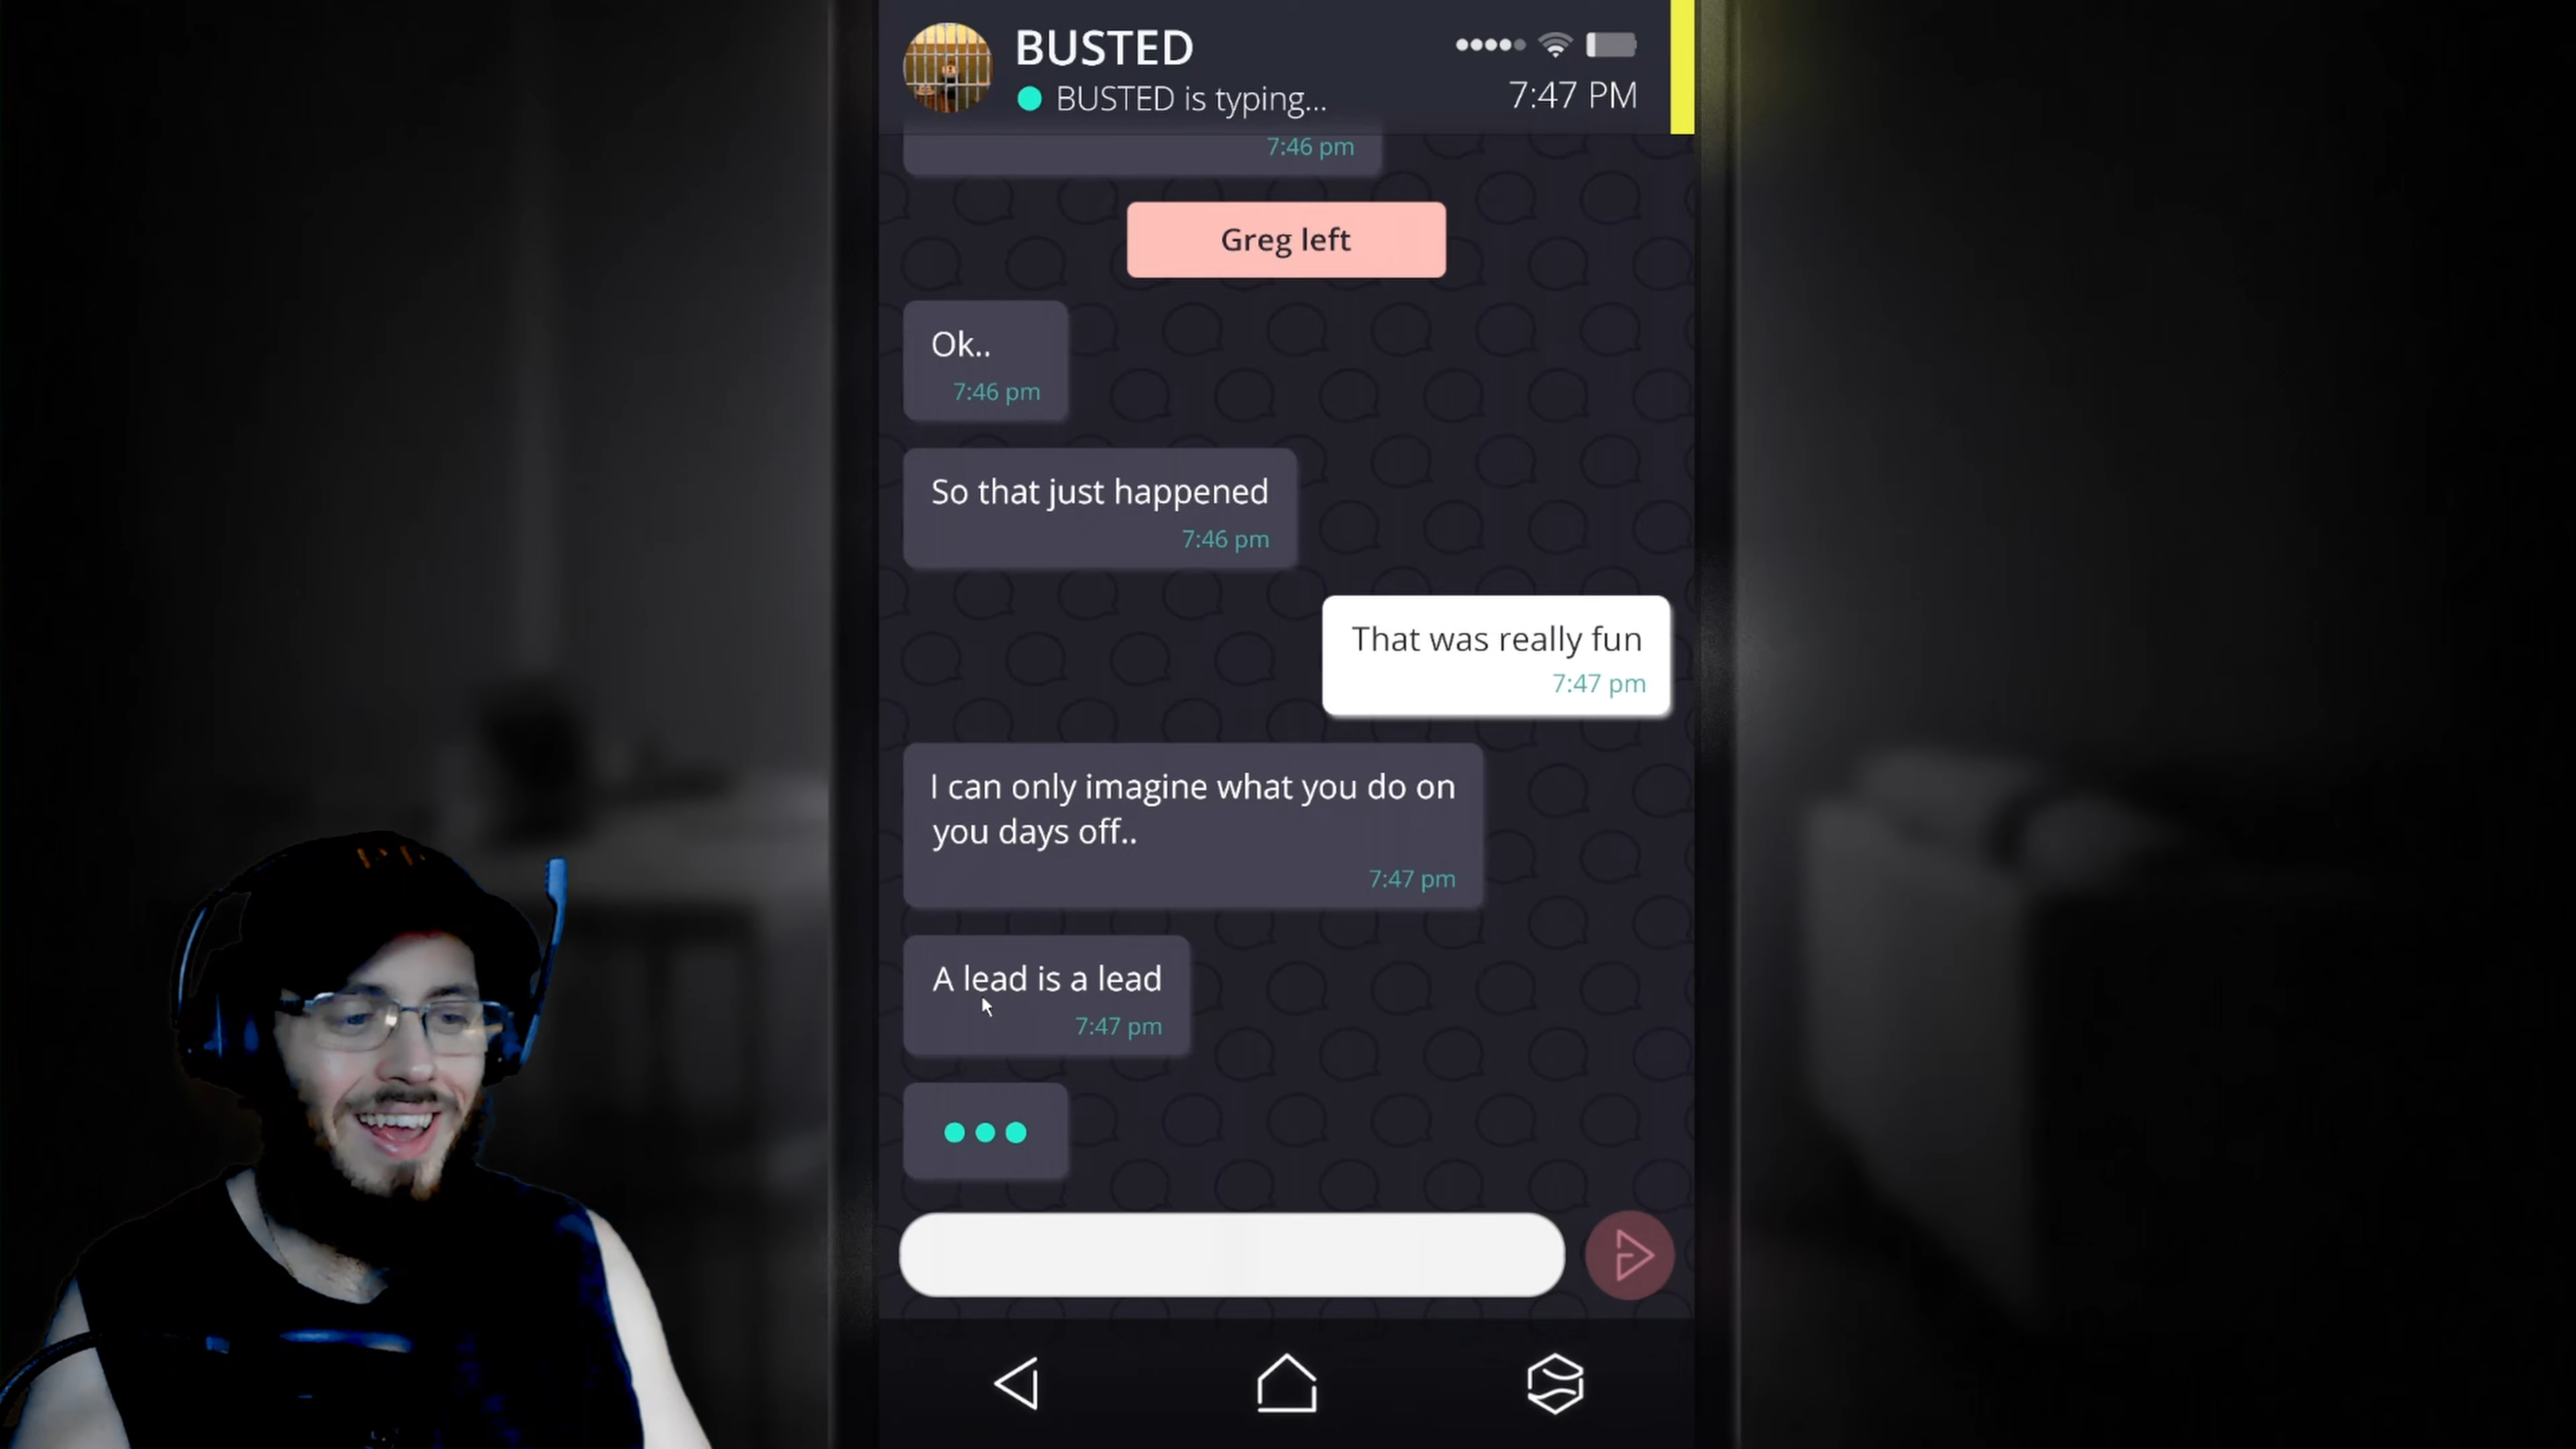 BUSTED
BUSTED is typing...
7:47 PM
7:46 pm
Greg left
Ok..
7:46 pm
So that just happened
7:46 pm
That was really fun
7:47 pm
I can only imagine what you do on
you days off..
7:47 pm
A lead is a lead
7:47 pm